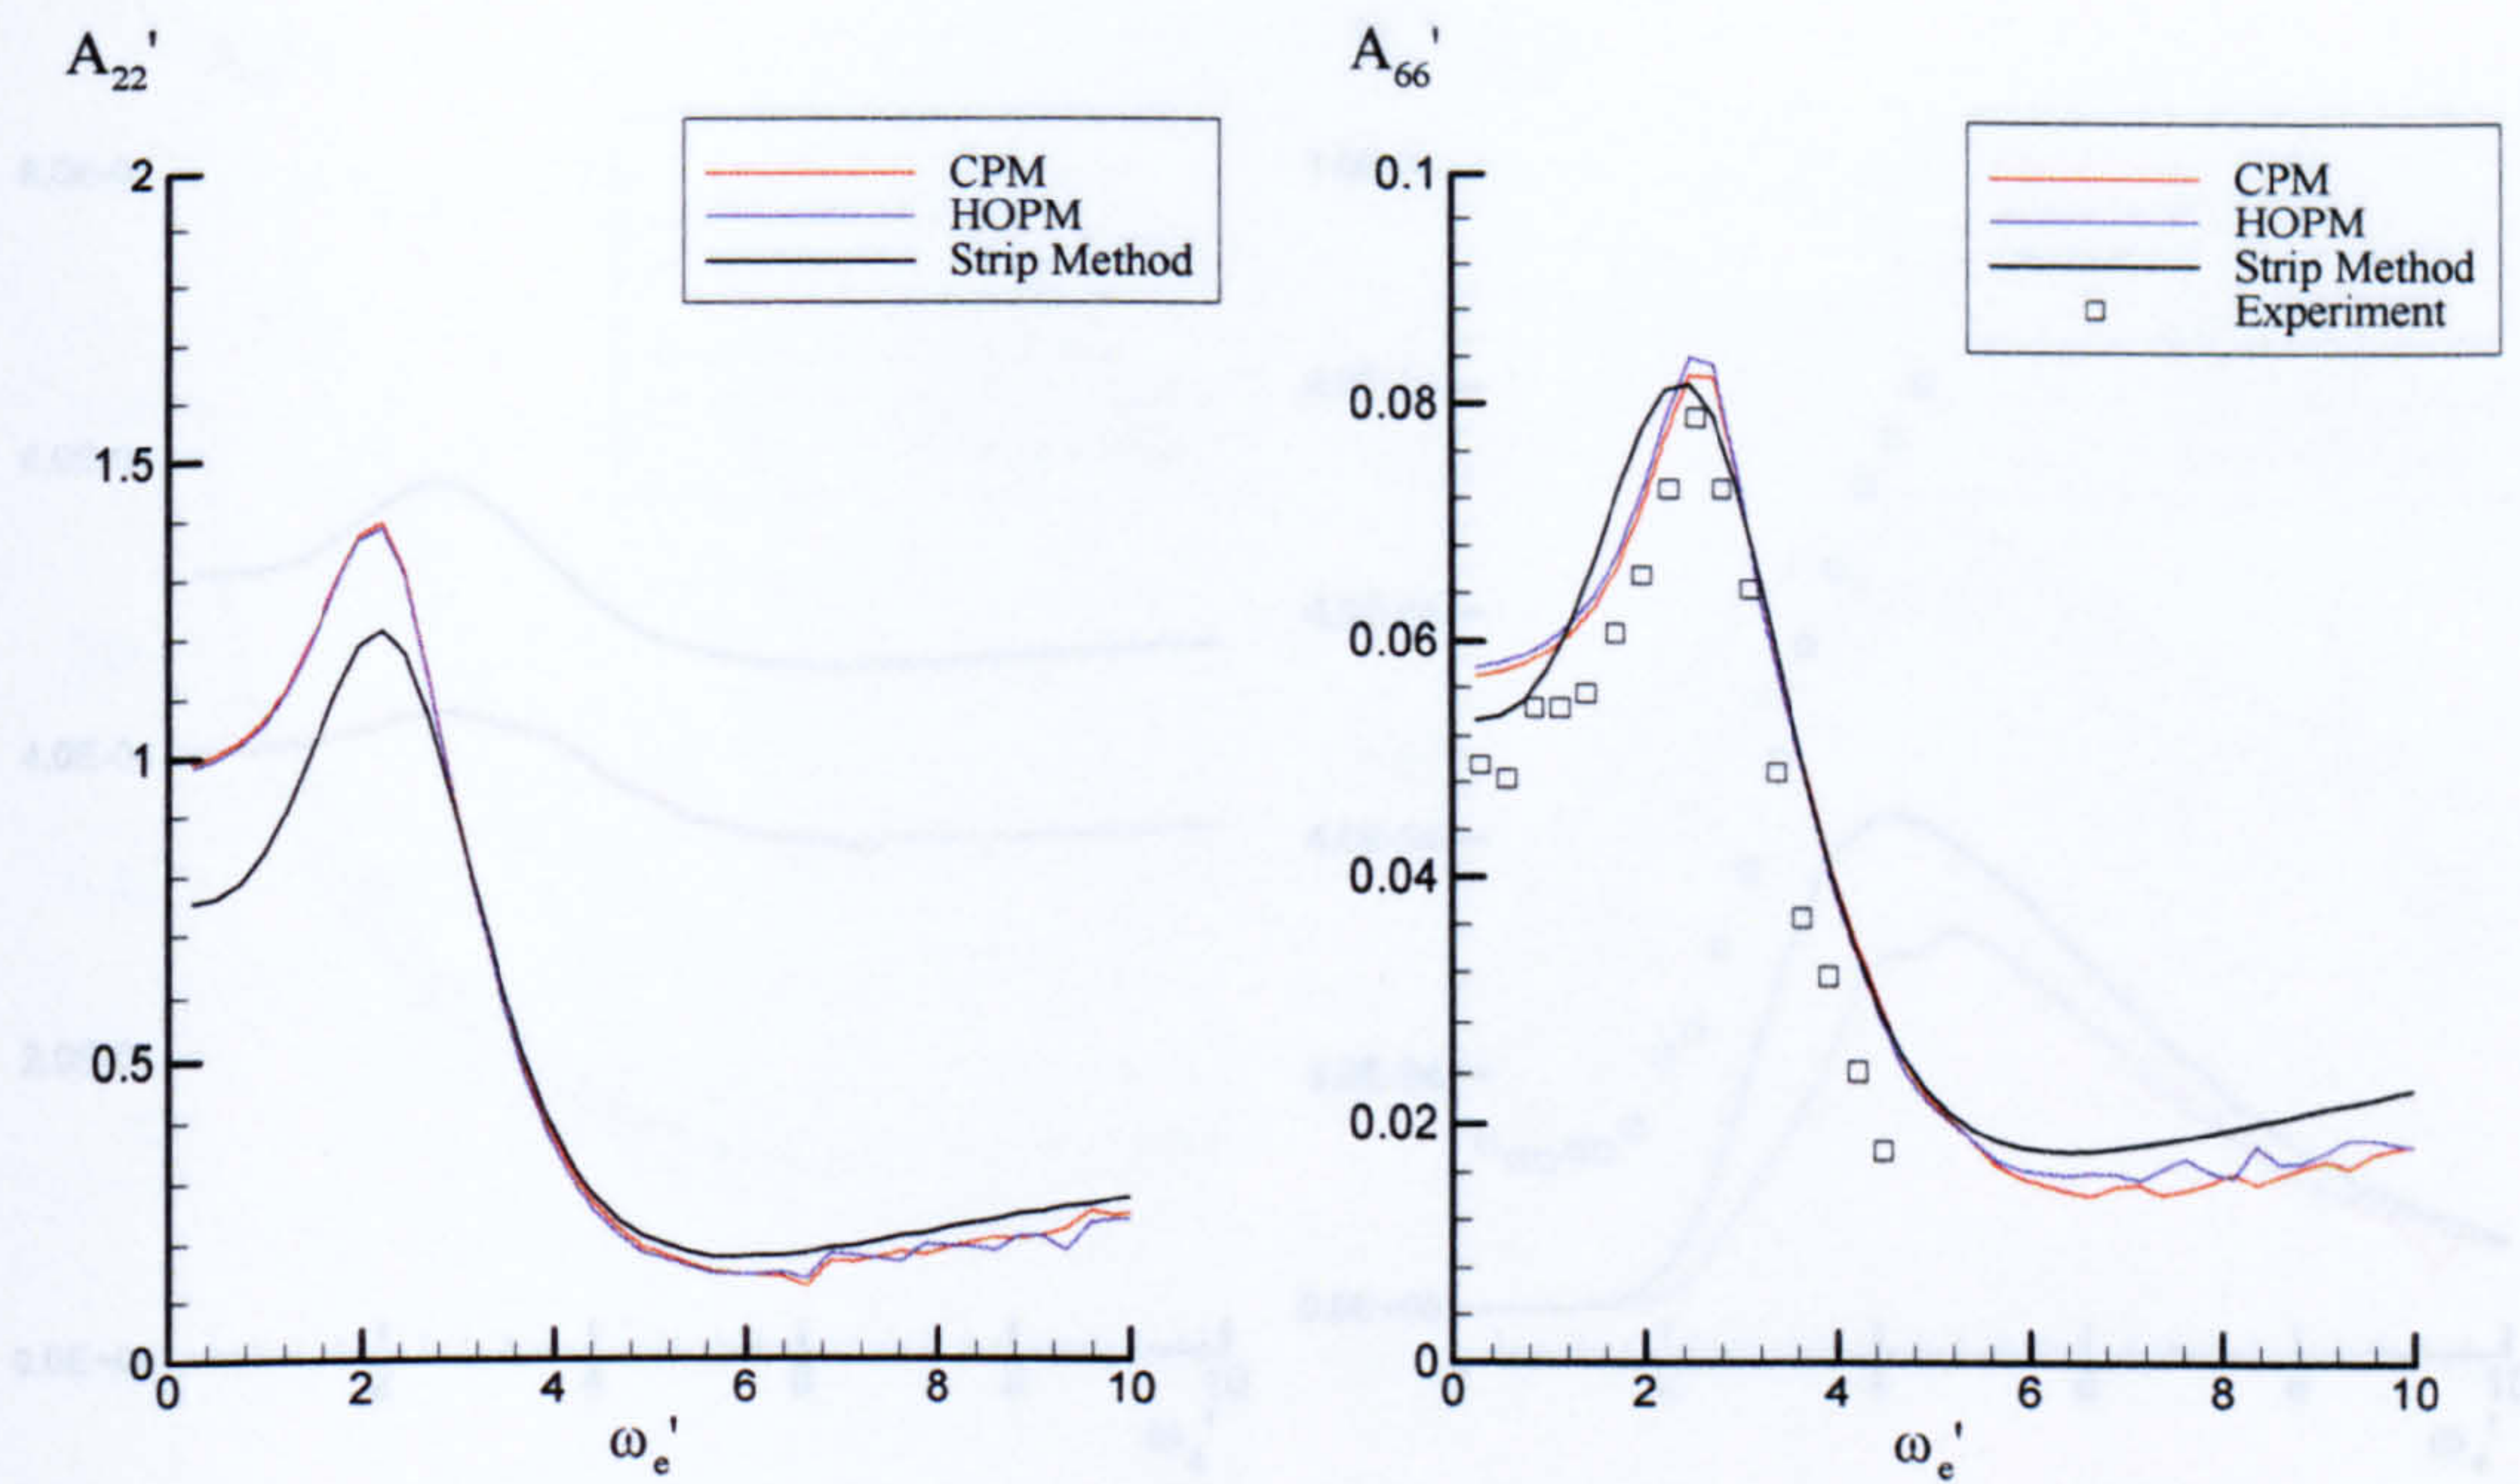 A22'
CPM
HOPM
Strip Method
2
1.5
1
0.5
0
0 2 4 6 8 10
ωe'
A66'
CPM
HOPM
Strip Method
Experiment
0.1
0.08
0.06
0.04
0.02
0
0 2 4 6 8 10
ωe'